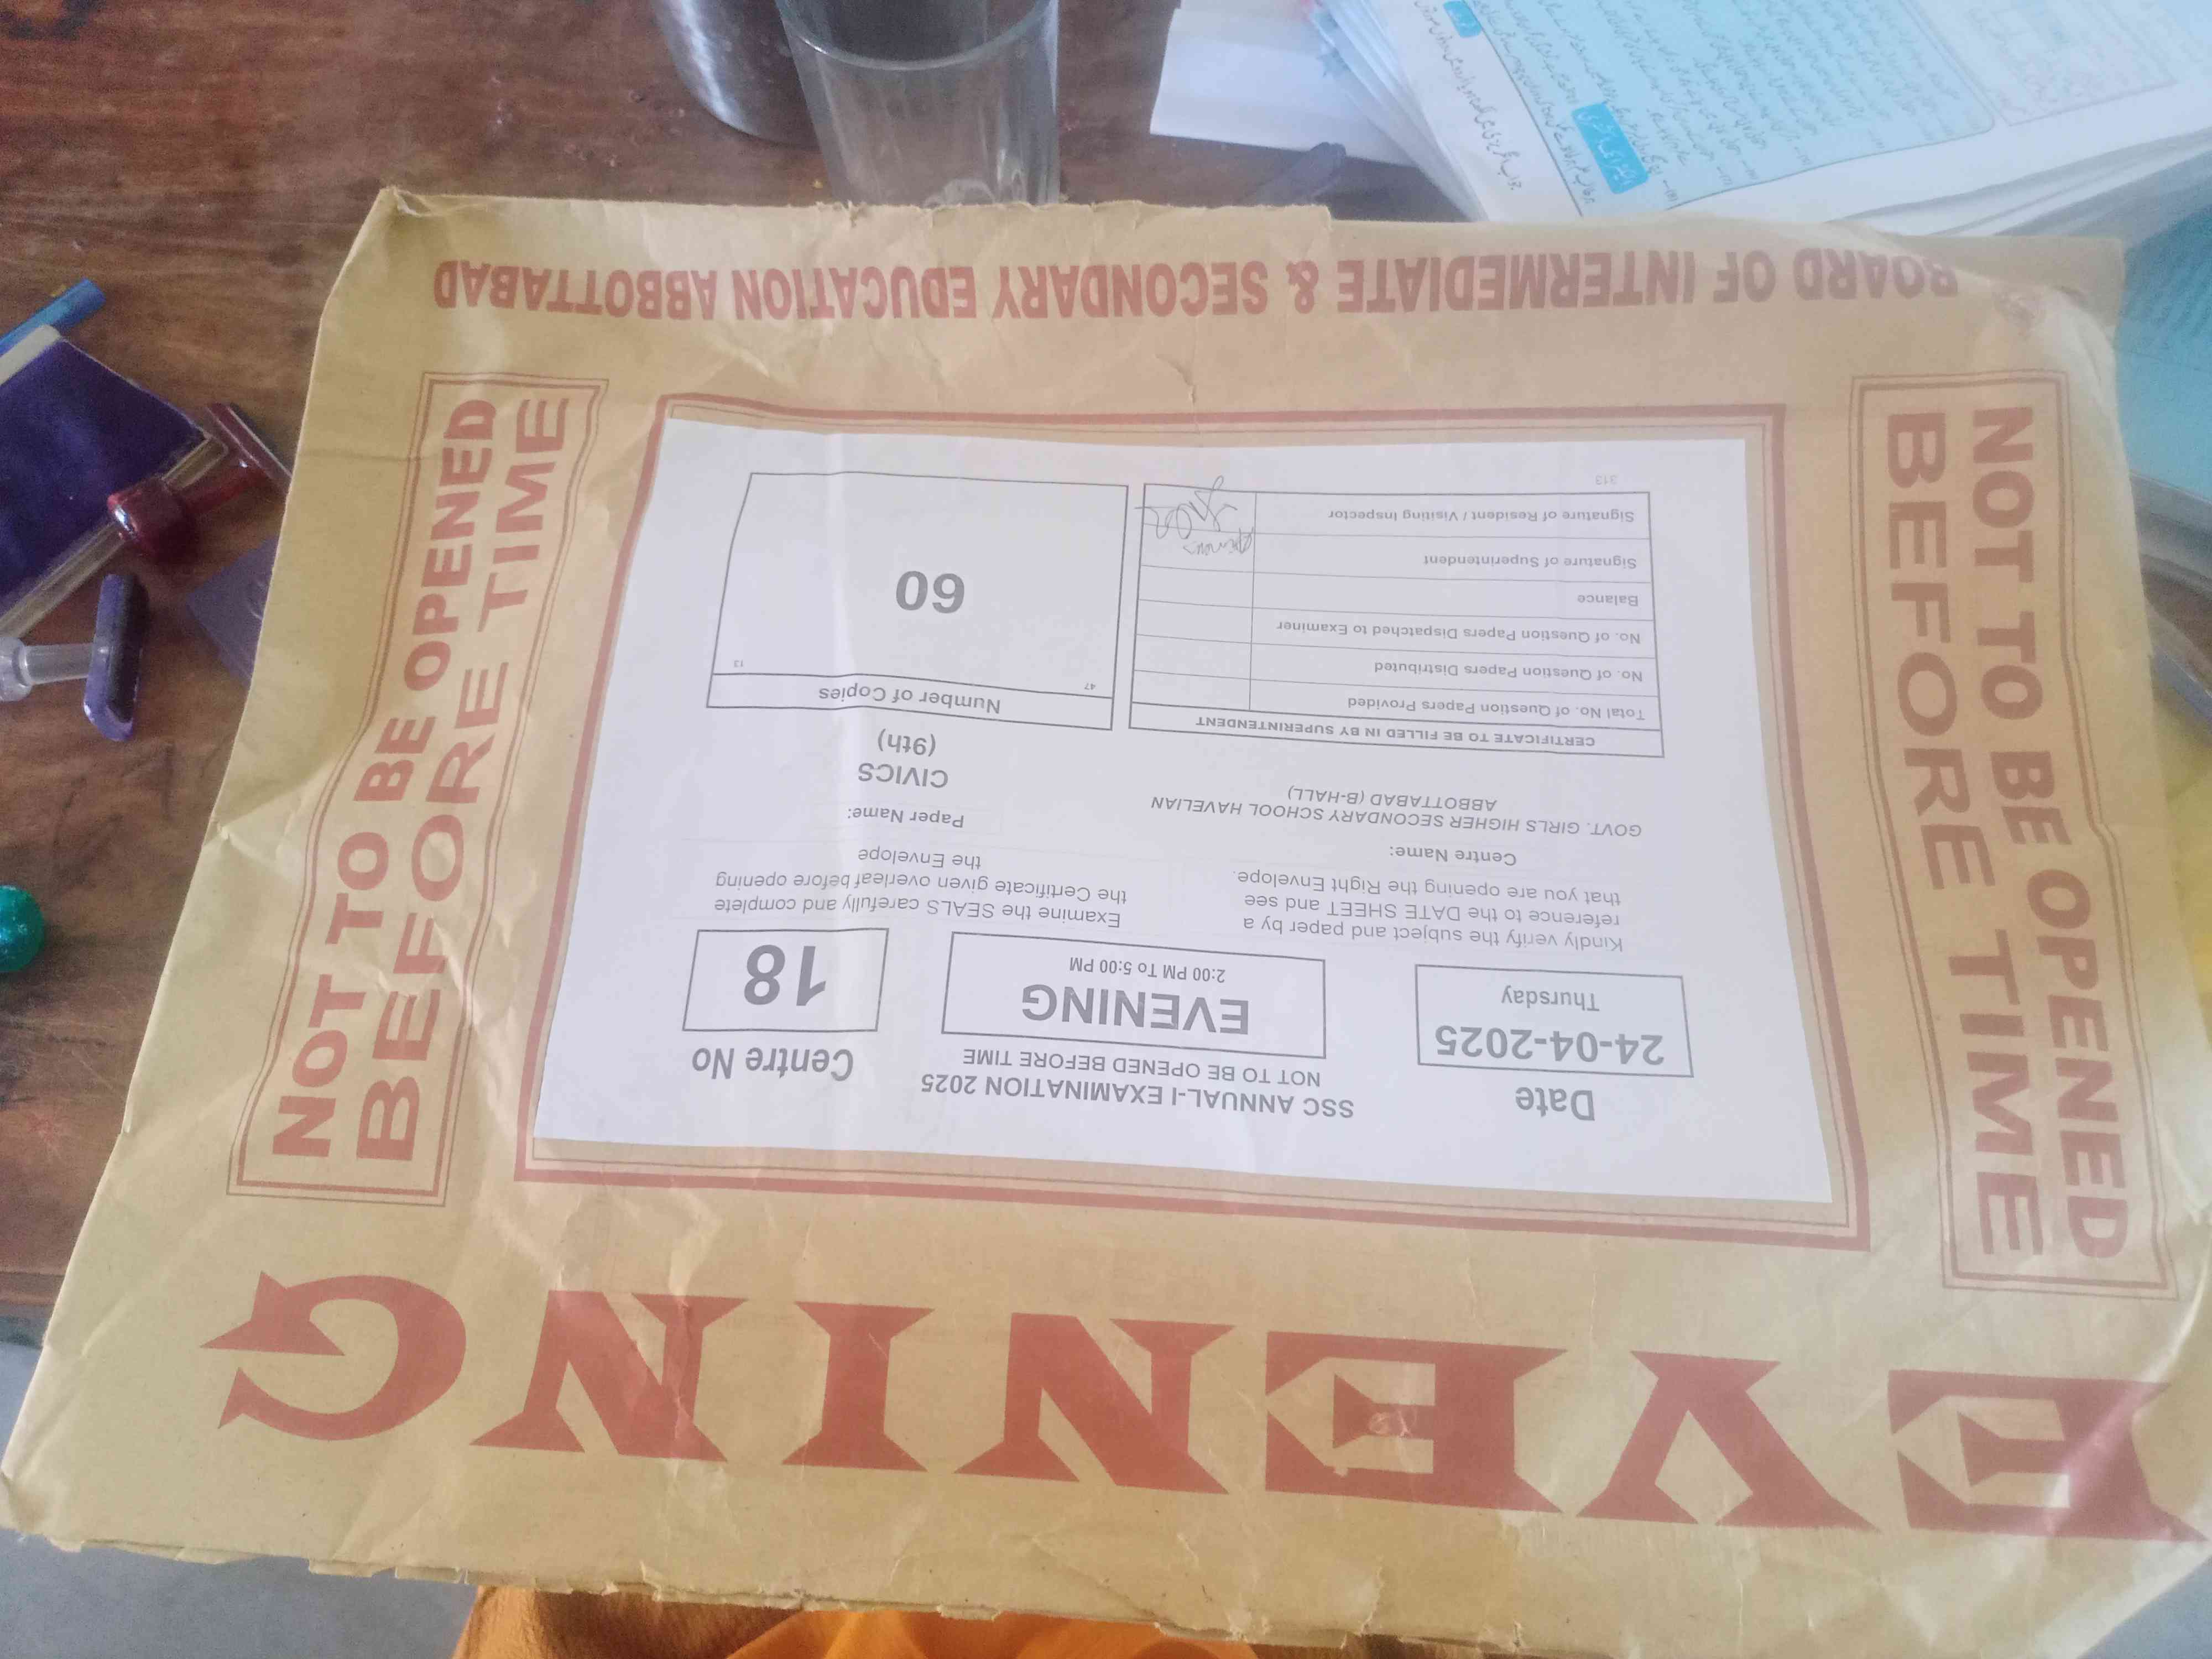 EVENING
NOT TO BE OPENED
BEFORE TIME
NOT TO BE OPENED
BEFORE TIME
SSC ANNUAL-I EXAMINATION 2025
NOT TO BE OPENED BEFORE TIME
Date
24-04-2025
Thursday
EVENING
2:00 PM To 5:00 PM
Centre No
18
Kindly verify the subject and paper by a
reference to the DATE SHEET and see
that you are opening the Right Envelope.
Examine the SEALS carefully and complete
the Certificate given overleaf before opening
the Envelope
Centre Name:
GOVT. GIRLS HIGHER SECONDARY SCHOOL HAVELIAN
ABBOTTABAD (B-HALL)
Paper Name:
CIVICS
(9th)
CERTIFICATE TO BE FILLED IN BY SUPERINTENDENT
Total No. of Question Papers Provided
No. of Question Papers Distributed
No. of Question Papers Dispatched to Examiner
Balance
Signature of Superintendent
Signature of Resident / Visiting Inspector
313
Number of Copies
47
13
60
BOARD OF INTERMEDIATE & SECONDARY EDUCATION ABBOTTABAD